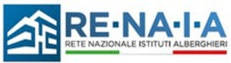 RE·NA·I·A
RETE NAZIONALE ISTITUTI ALBERGHIERI